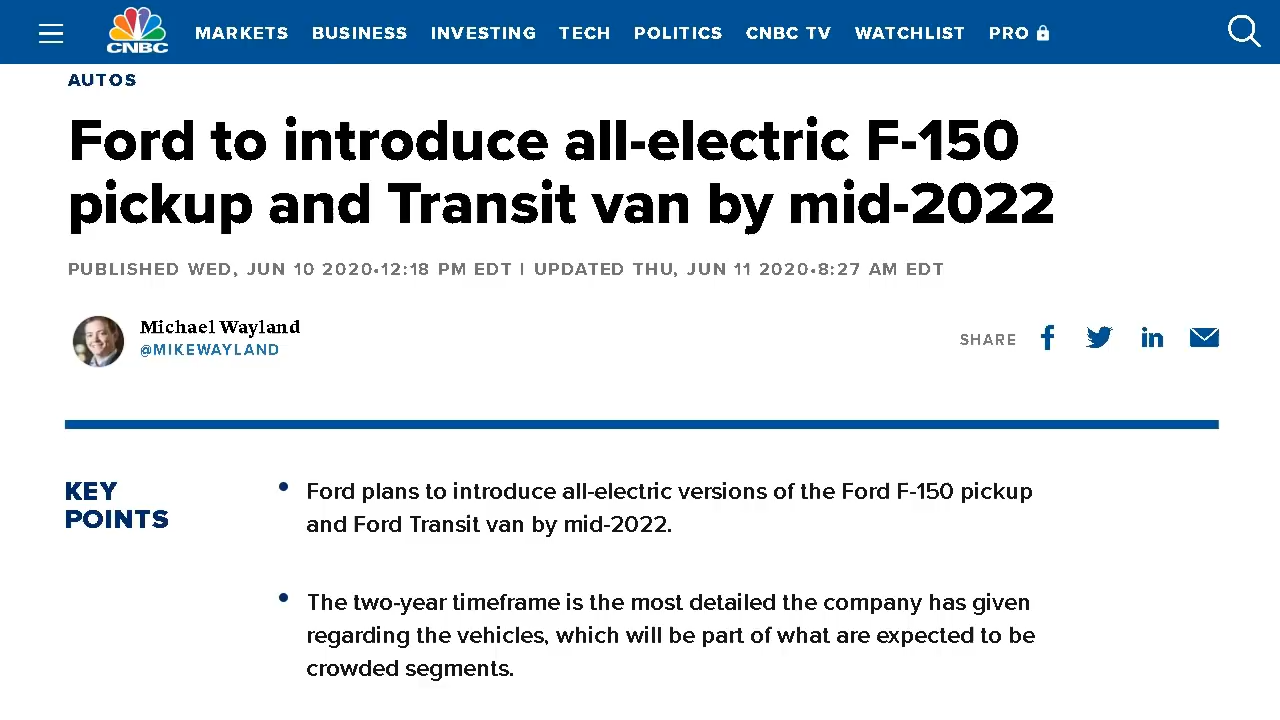 CNBC
MARKETS BUSINESS INVESTING TECH POLITICS CNBC TV WATCHLIST PRO
AUTOS
Ford to introduce all-electric F-150
pickup and Transit van by mid-2022
PUBLISHED WED, JUN 10 2020•12:18 PM EDT | UPDATED THU, JUN 11 2020•8:27 AM EDT
Michael Wayland
@MIKEWAYLAND
SHARE
KEY
POINTS
• Ford plans to introduce all-electric versions of the Ford F-150 pickup
and Ford Transit van by mid-2022.
• The two-year timeframe is the most detailed the company has given
regarding the vehicles, which will be part of what are expected to be
crowded segments.